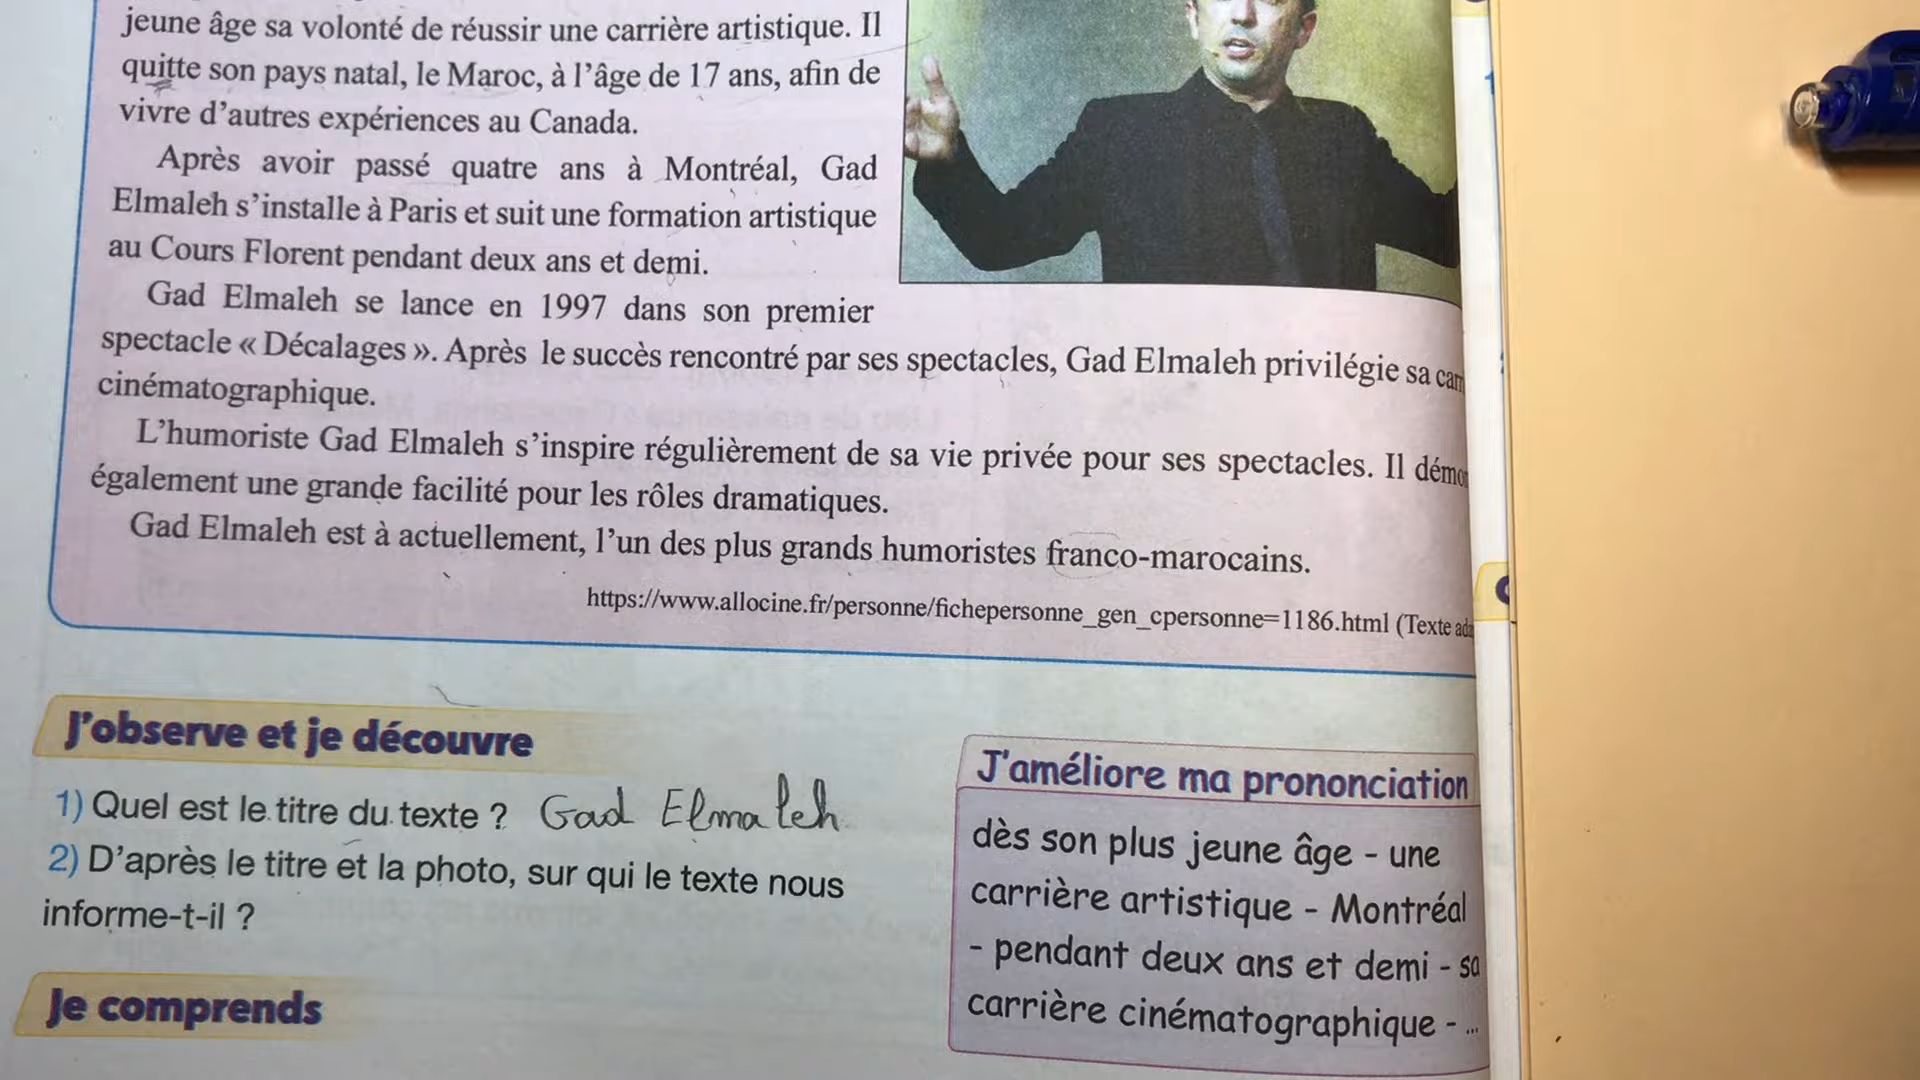 jeune âge sa volonté de réussir une carrière artistique. Il
quitte son pays natal, le Maroc, à l’âge de 17 ans, afin de
vivre d’autres expériences au Canada.
Après avoir passé quatre ans à Montréal, Gad
Elmaleh s’installe à Paris et suit une formation artistique
au Cours Florent pendant deux ans et demi.
Gad Elmaleh se lance en 1997 dans son premier
spectacle « Décalages ». Après le succès rencontré par ses spectacles, Gad Elmaleh privilégie sa
cinématographique.
L’humoriste Gad Elmaleh s’inspire régulièrement de sa vie privée pour ses spectacles. Il
également une grande facilité pour les rôles dramatiques.
Gad Elmaleh est à actuellement, l’un des plus grands humoristes franco-marocains.
https://www.allocine.fr/personne/fichepersonne_gen_cpersonne=1186.html (Texte
J’observe et je découvre
1) Quel est le titre du texte ? Gad Elmaleh
2) D’après le titre et la photo, sur qui le texte nous
informe-t-il ?
Je comprends
J’améliore ma prononciation
dès son plus jeune âge - une
carrière artistique - Montréal
- pendant deux ans et demi - sa
carrière cinématographique - ...